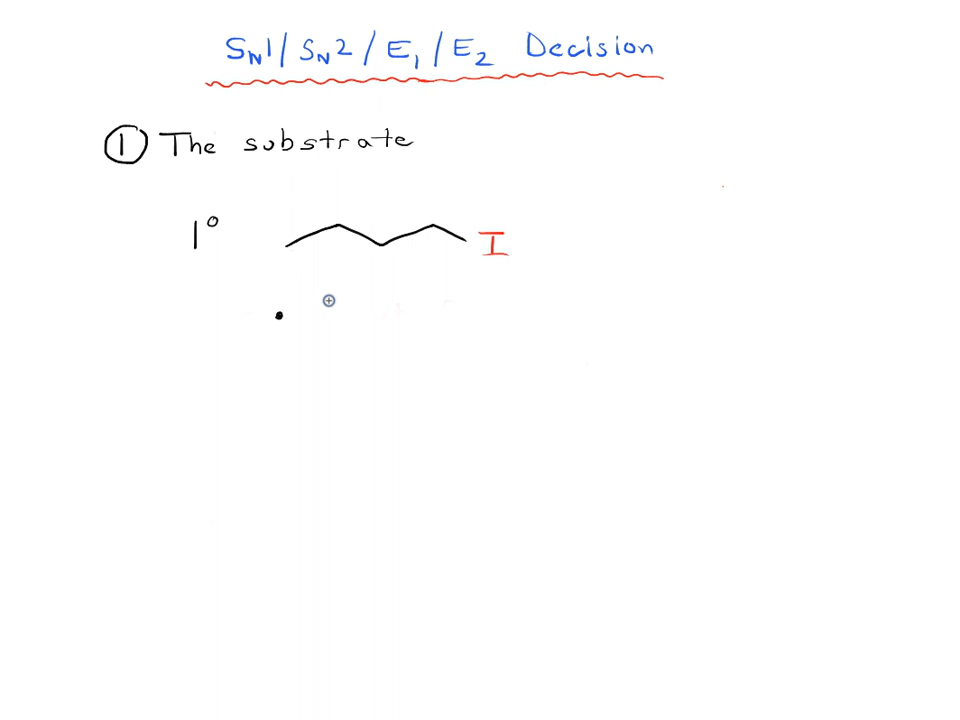 SN1/SN2/E1/E2 Decision
① The substrate
1° I